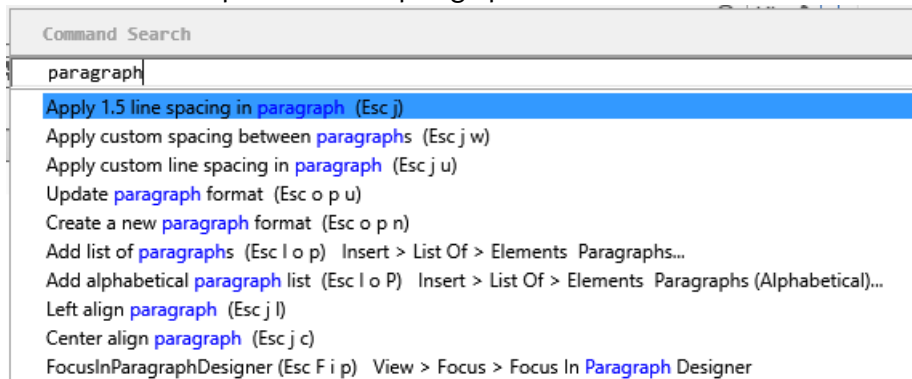 Command Search
paragraph
Apply 1.5 line spacing in paragraph (Esc j)
Apply custom spacing between paragraphs (Esc j w)
Apply custom line spacing in paragraph (Esc j u)
Update paragraph format (Esc o p u)
Create a new paragraph format (Esc o p n)
Add list of paragraphs (Esc l o p) Insert > List Of > Elements Paragraphs...
Add alphabetical paragraph list (Esc l o P) Insert > List Of > Elements Paragraphs (Alphabetical)...
Left align paragraph (Esc j l)
Center align paragraph (Esc j c)
FocusInParagraphDesigner (Esc F i p) View > Focus > Focus In Paragraph Designer